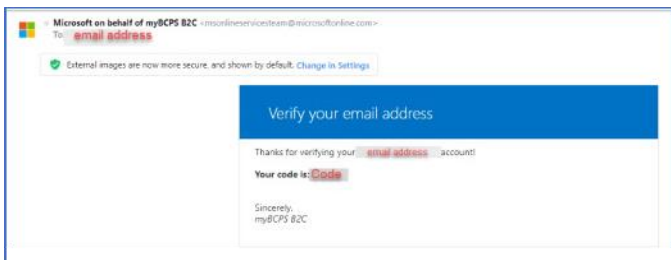 Microsoft on behalf of myBCPS B2C <msonlineservicesteam@microsoftonline.com>
To email address
External images are now more secure, and shown by default. Change in Settings
Verify your email address
Thanks for verifying your email address account!
Your code is: Code
Sincerely,
myBCPS B2C